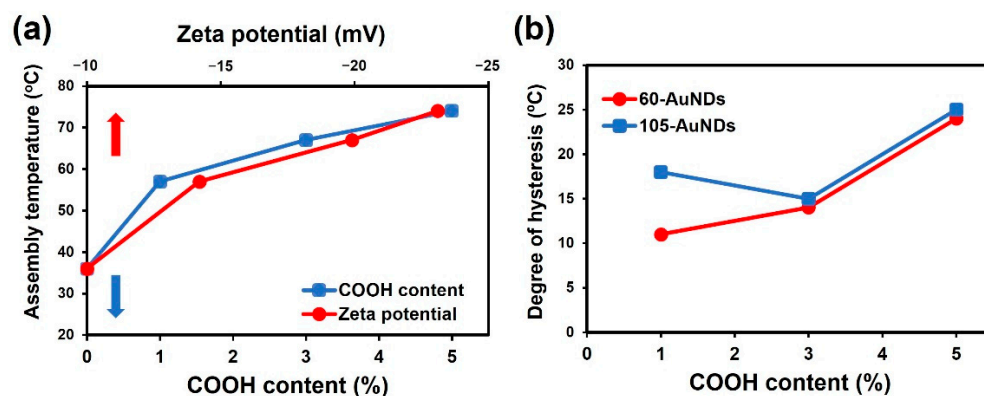 (a)
Zeta potential (mV)
−10 −15 −20 −25
Assembly temperature (°C)
80
70
60
50
40
30
20
COOH content
Zeta potential
0 1 2 3 4 5
COOH content (%)
(b)
Degree of hysteresis (°C)
30
25
20
15
10
5
0
60-AuNDs
105-AuNDs
0 1 2 3 4 5
COOH content (%)